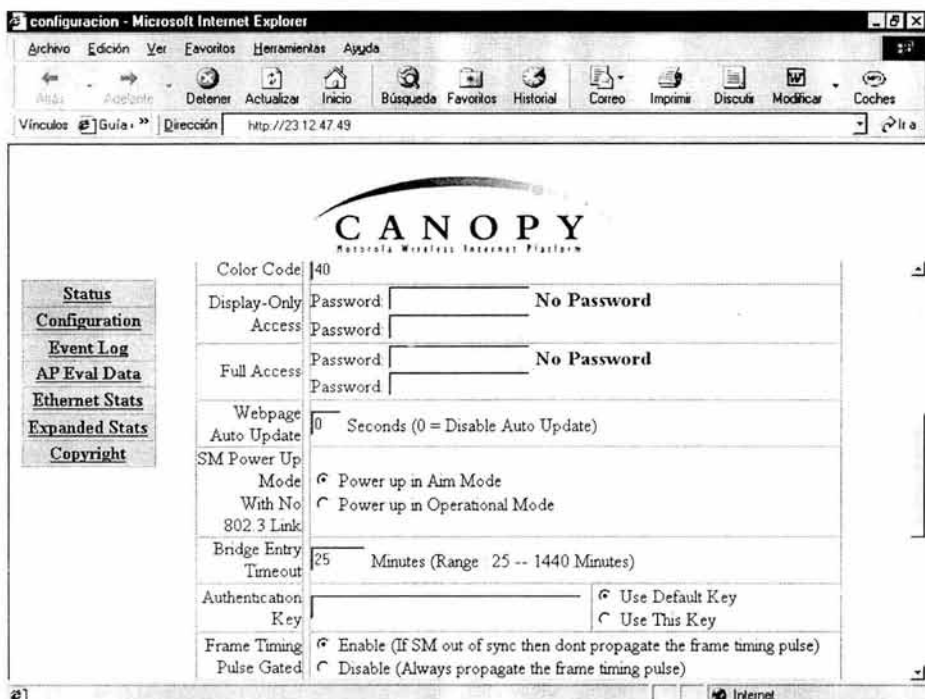 configuracion - Microsoft Internet Explorer
Archivo Edición Ver Favoritos Herramientas Ayuda
Atrás Adelante Detener Actualizar Inicio Búsqueda Favoritos Historial Correo Imprimir Discutir Modificar Coches
Vínculos Guía » Dirección http://23.12.47.49 Ir a
CANOPY
Motorola Wireless Internet Platform
Status
Configuration
Event Log
AP Eval Data
Ethernet Stats
Expanded Stats
Copyright
Color Code 40
Display-Only Access
Password No Password
Password
Full Access
Password No Password
Password
Webpage Auto Update
0 Seconds (0 = Disable Auto Update)
SM Power Up Mode With No 802.3 Link
Power up in Aim Mode
Power up in Operational Mode
Bridge Entry Timeout
25 Minutes (Range 25 -- 1440 Minutes)
Authentication Key
Use Default Key
Use This Key
Frame Timing Pulse Gated
Enable (If SM out of sync then dont propagate the frame timing pulse)
Disable (Always propagate the frame timing pulse)
Internet